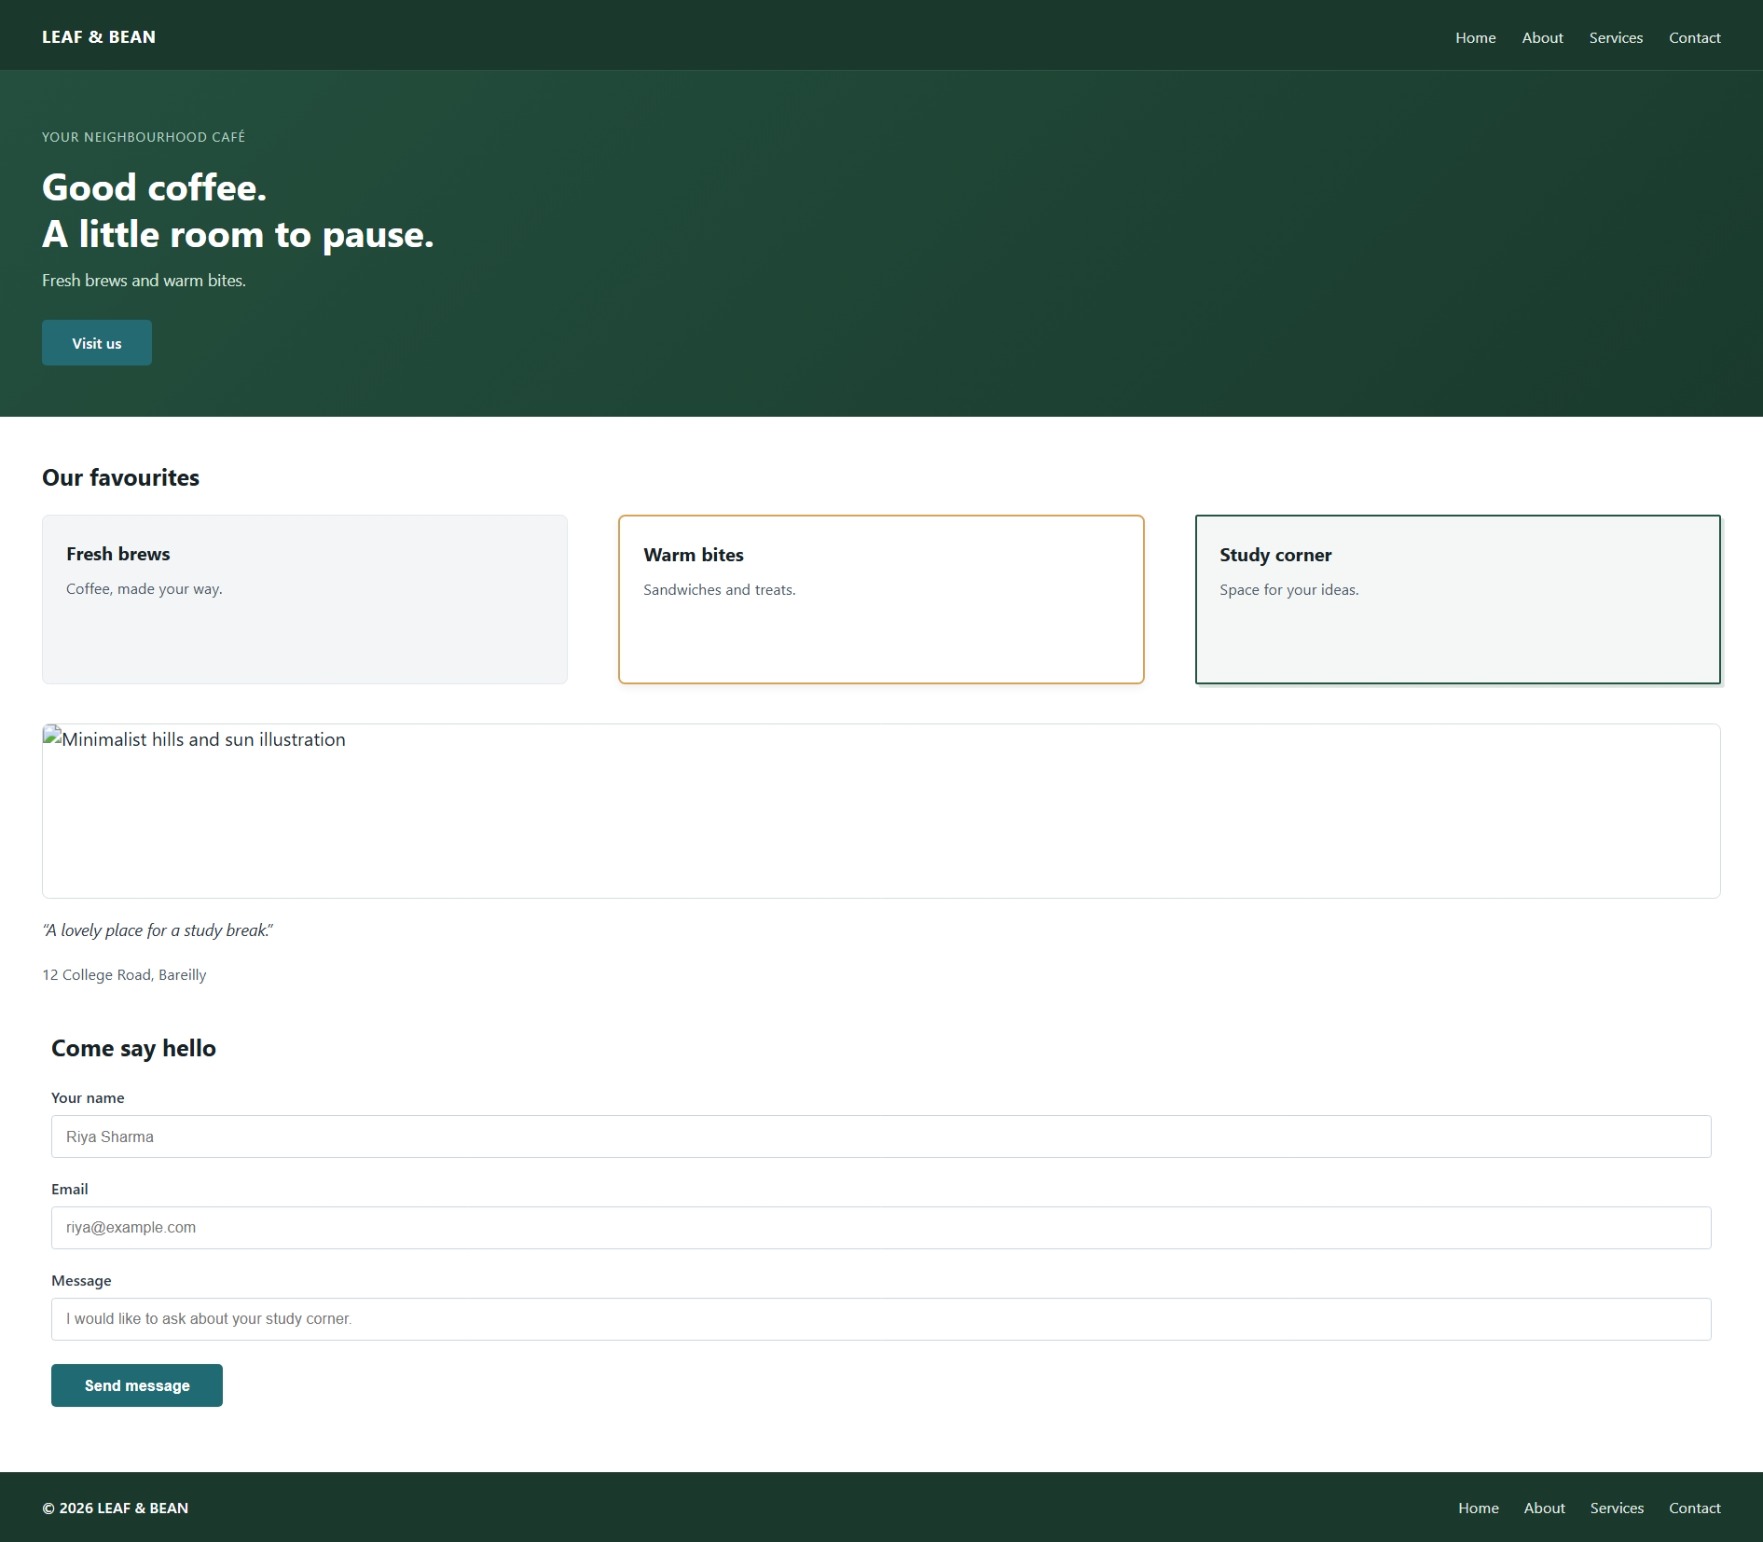 LEAF & BEAN
Home About Services Contact
YOUR NEIGHBOURHOOD CAFÉ
Good coffee.
A little room to pause.
Fresh brews and warm bites.
Visit us
Our favourites
Fresh brews
Coffee, made your way.
Warm bites
Sandwiches and treats.
Study corner
Space for your ideas.
Minimalist hills and sun illustration
“A lovely place for a study break.”
12 College Road, Bareilly
Come say hello
Your name
Riya Sharma
Email
riya@example.com
Message
I would like to ask about your study corner.
Send message
© 2026 LEAF & BEAN
Home About Services Contact